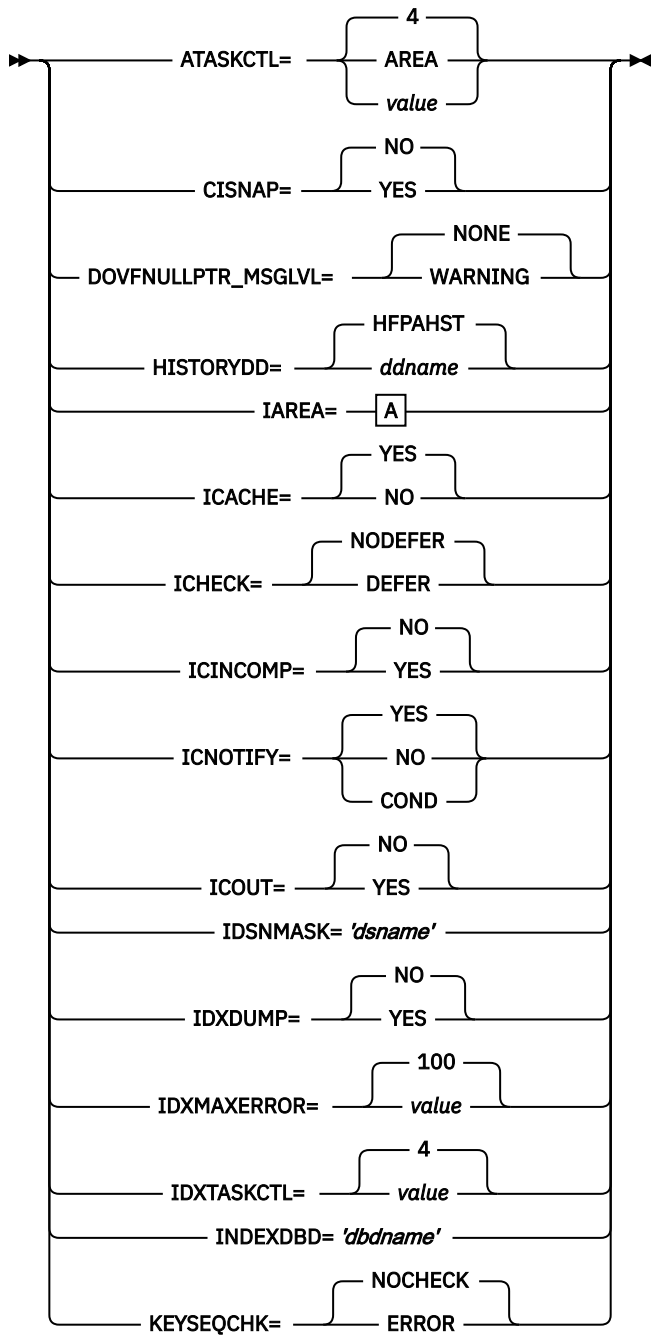 4
ATASKCTL= AREA
value
NO
CISNAP= YES
NONE
DOVFNULLPTR_MSGLVL= WARNING
HFPAHST
HISTORYDD= ddname
IAREA= A
YES
ICACHE= NO
NODEFER
ICHECK= DEFER
NO
ICINCOMP= YES
YES
ICNOTIFY= NO
COND
NO
ICOUT= YES
IDSNMASK= 'dsname'
NO
IDXDUMP= YES
100
IDXMAXERROR= value
4
IDXTASKCTL= value
INDEXDBD= 'dbdname'
NOCHECK
KEYSEQCHK= ERROR